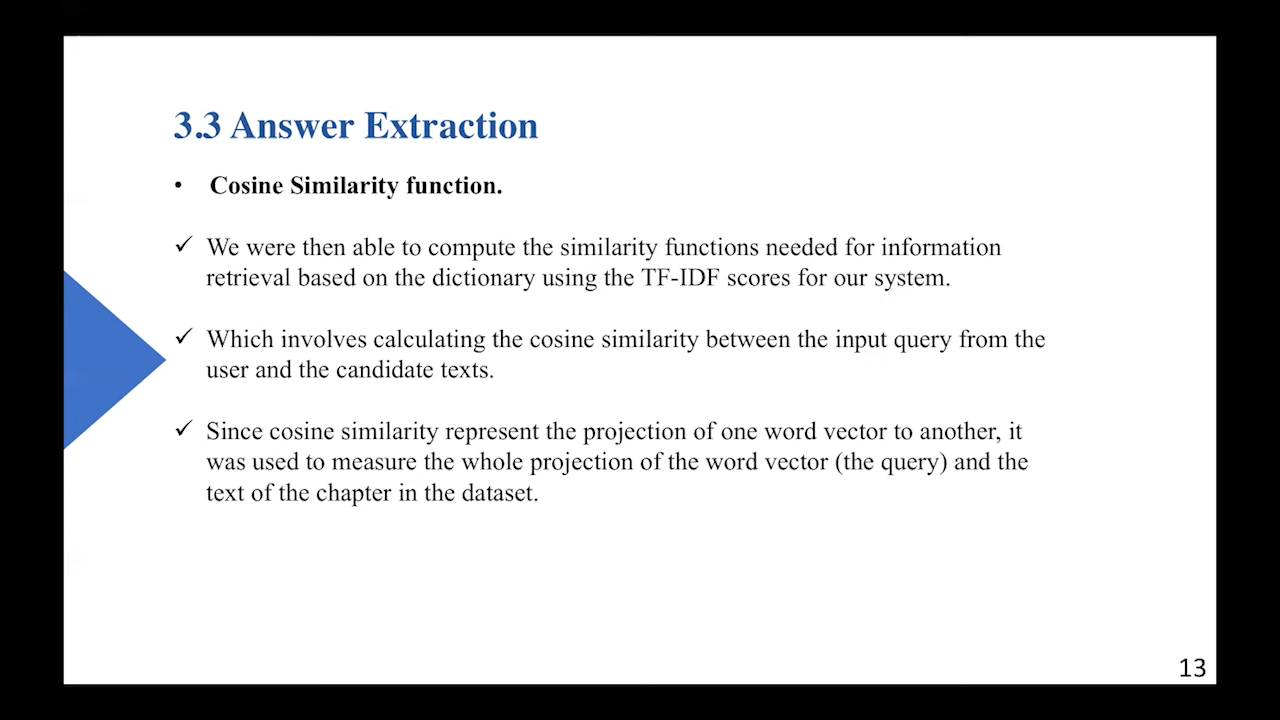 3.3 Answer Extraction
• Cosine Similarity function.
✓ We were then able to compute the similarity functions needed for information
retrieval based on the dictionary using the TF-IDF scores for our system.
✓ Which involves calculating the cosine similarity between the input query from the
user and the candidate texts.
✓ Since cosine similarity represent the projection of one word vector to another, it
was used to measure the whole projection of the word vector (the query) and the
text of the chapter in the dataset.
13